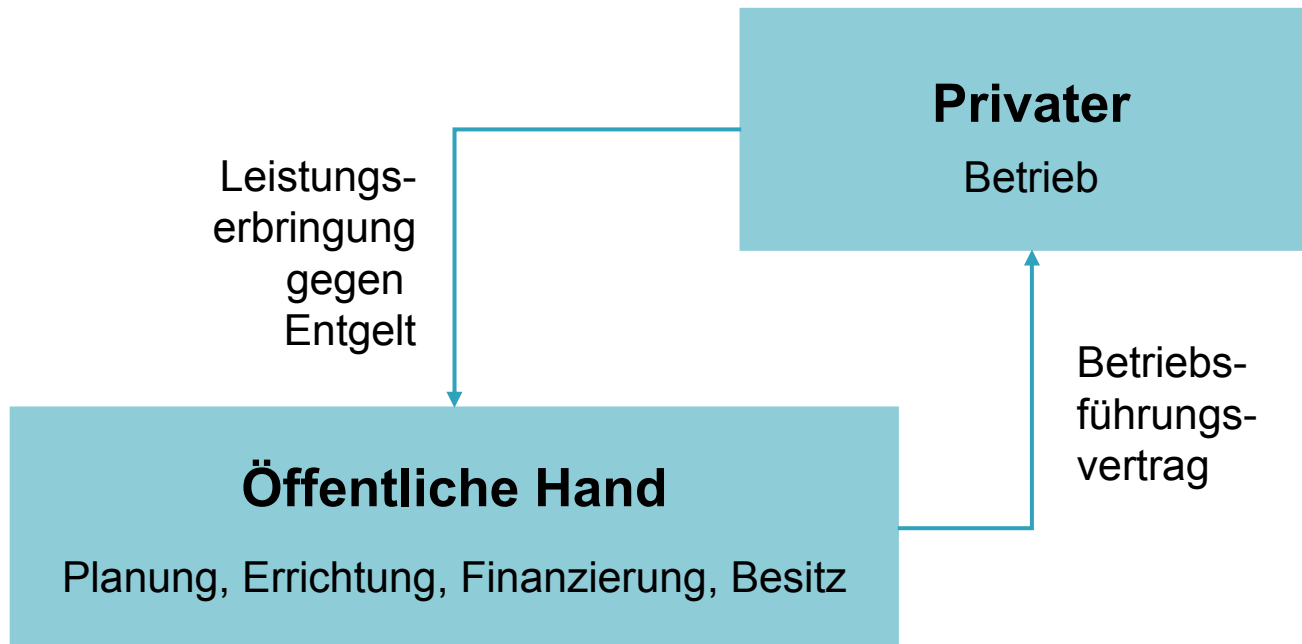 Privater
Betrieb
Leistungs-
erbringung
gegen
Entgelt
Betriebs-
führungs-
vertrag
Öffentliche Hand
Planung, Errichtung, Finanzierung, Besitz